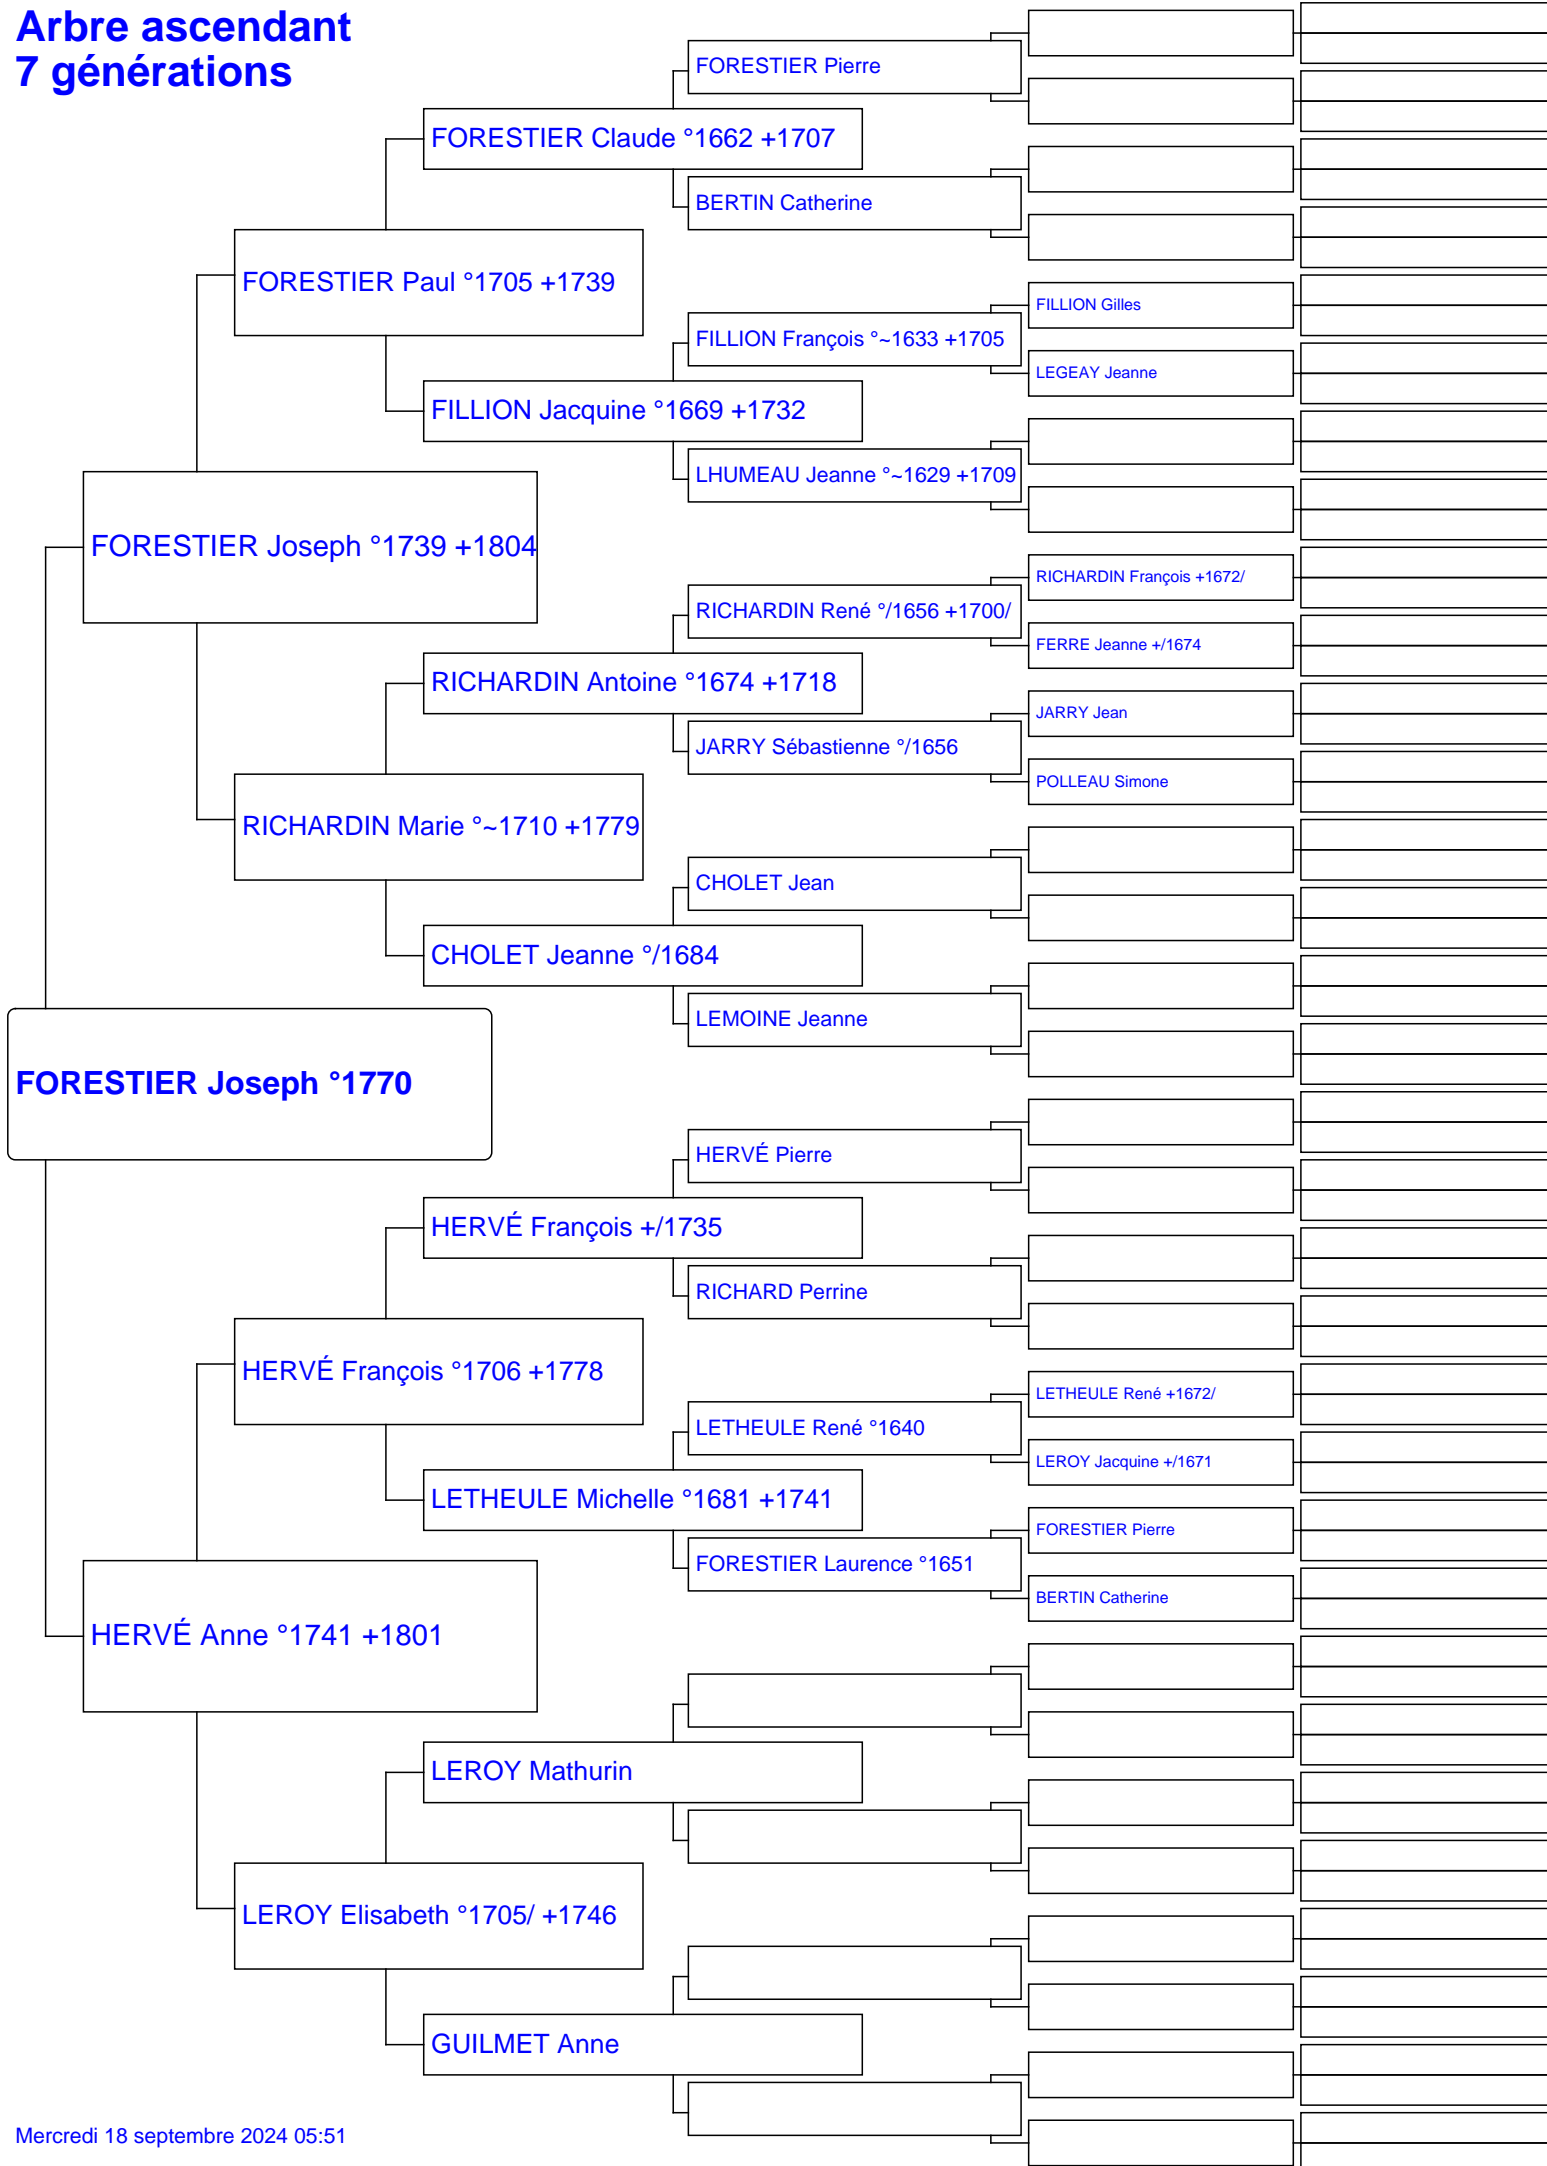 Arbre ascendant
7 générations
FORESTIER Pierre
FORESTIER Claude °1662 +1707
BERTIN Catherine
FORESTIER Paul °1705 +1739
FILLION Gilles
FILLION François °~1633 +1705
LEGEAY Jeanne
FILLION Jacquine °1669 +1732
LHUMEAU Jeanne °~1629 +1709
FORESTIER Joseph °1739 +1804
RICHARDIN François +1672/
RICHARDIN René °/1656 +1700/
FERRE Jeanne +/1674
RICHARDIN Antoine °1674 +1718
JARRY Jean
JARRY Sébastienne °/1656
POLLEAU Simone
RICHARDIN Marie °~1710 +1779
CHOLET Jean
CHOLET Jeanne °/1684
LEMOINE Jeanne
FORESTIER Joseph °1770
HERVÉ Pierre
HERVÉ François +/1735
RICHARD Perrine
HERVÉ François °1706 +1778
LETHEULE René +1672/
LETHEULE René °1640
LEROY Jacquine +/1671
LETHEULE Michelle °1681 +1741
FORESTIER Pierre
FORESTIER Laurence °1651
BERTIN Catherine
HERVÉ Anne °1741 +1801
LEROY Mathurin
LEROY Elisabeth °1705/ +1746
GUILMET Anne
Mercredi 18 septembre 2024 05:51